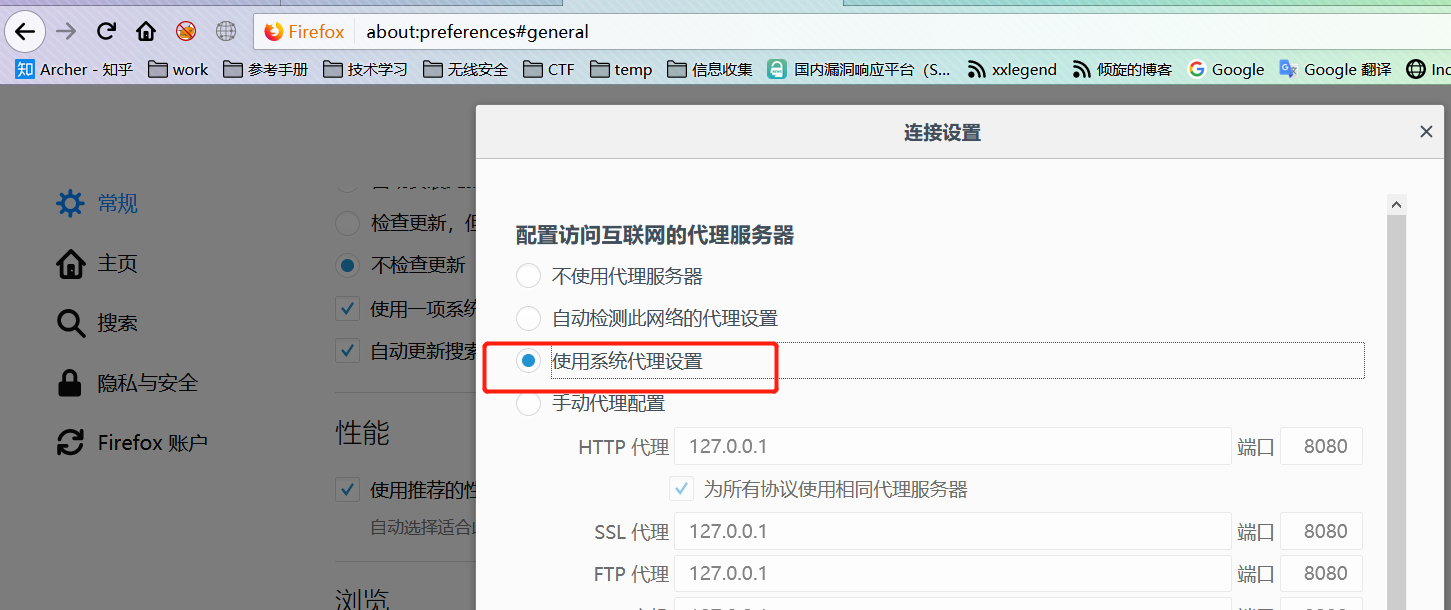 Firefox about:preferences#general
知 Archer - 知乎 work 参考手册 技术学习 无线安全 CTF temp 信息收集 国内漏洞响应平台（S... xxlegend 倾旋的博客 Google Google 翻译
连接设置
常规
主页
搜索
隐私与安全
Firefox 账户
检查更新，但
不检查更新
使用一项系统
自动更新搜索
性能
使用推荐的性
自动选择适合此
浏览
配置访问互联网的代理服务器
不使用代理服务器
自动检测此网络的代理设置
使用系统代理设置
手动代理配置
HTTP 代理 127.0.0.1 端口 8080
为所有协议使用相同代理服务器
SSL 代理 127.0.0.1 端口 8080
FTP 代理 127.0.0.1 端口 8080